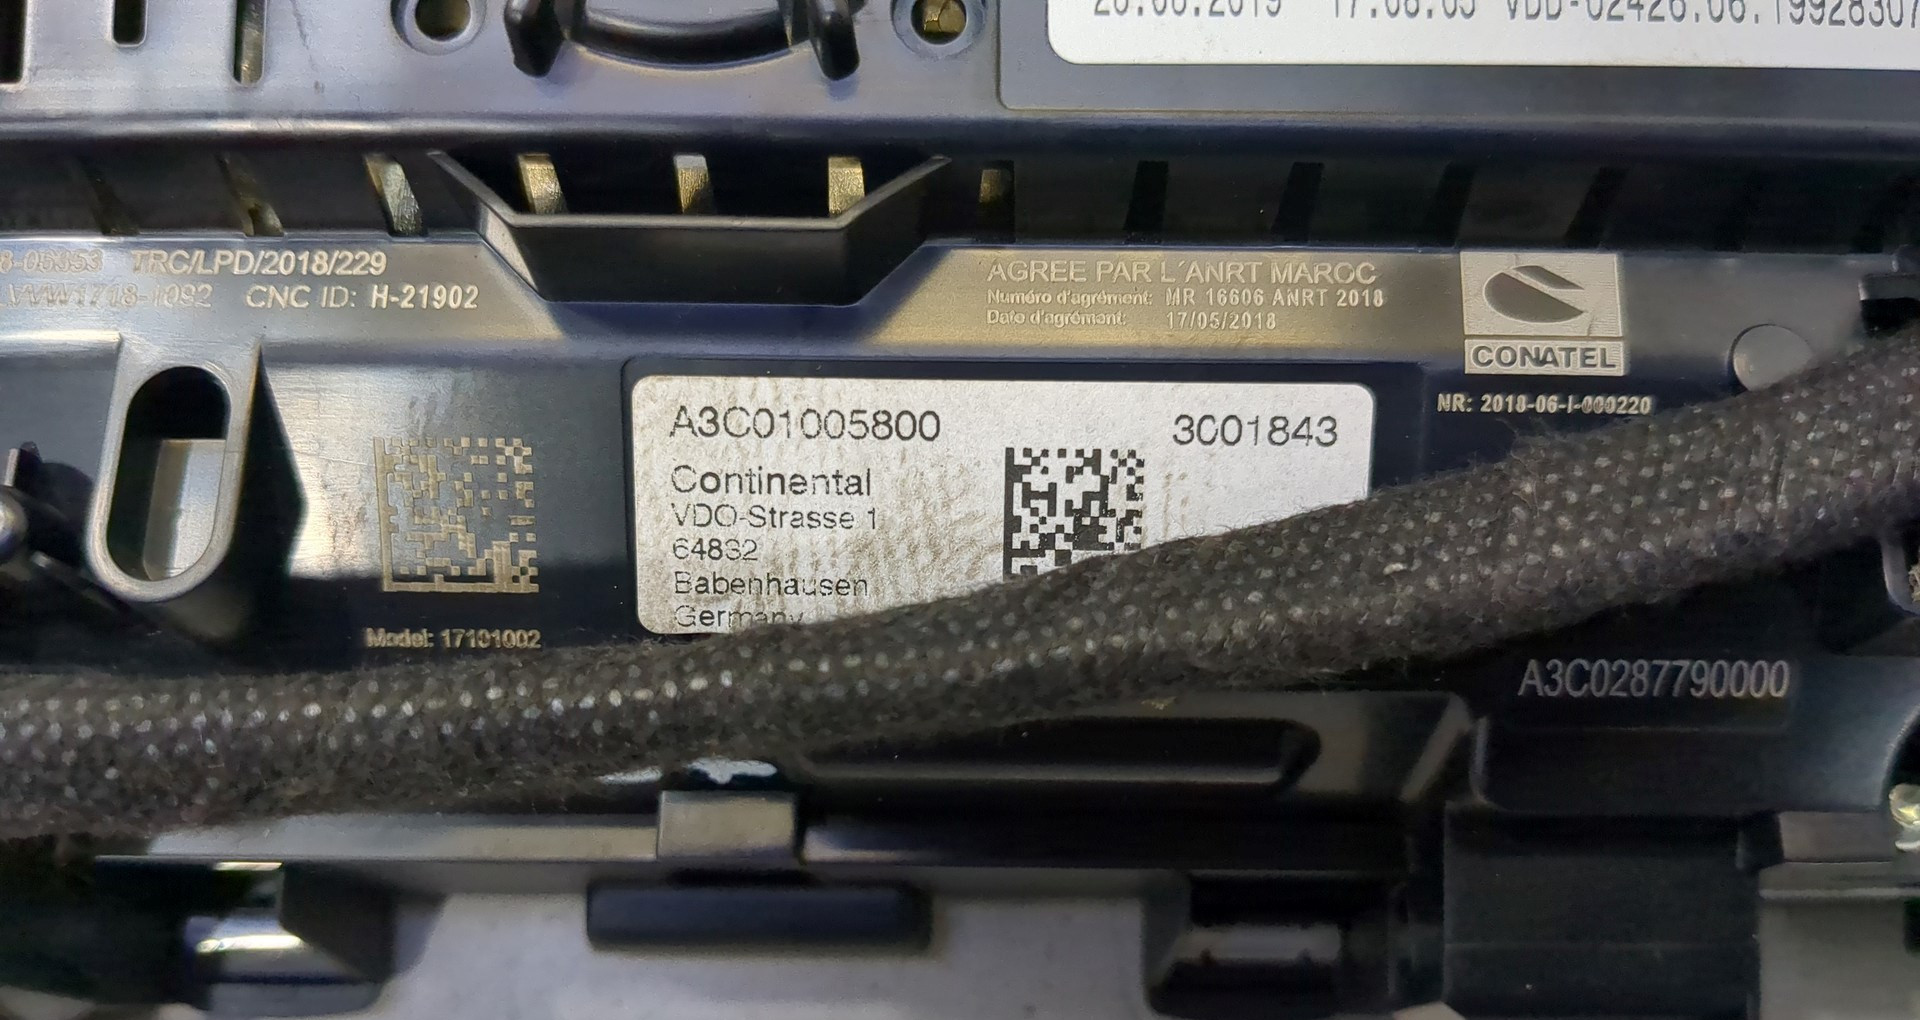 TRC/LPD/2018/229
CNC ID: H-21902
AGREE PAR L´ANRT MAROC
Numéro d'agrément: MR 16606 ANRT 2018
Date d'agrément: 17/05/2018
CONATEL
NR: 2018-06-I-000220
A3C01005800 3C01843
Continental
VDO-Strasse 1
64832
Babenhausen
Germany
Model: 17101002
A3C0287790000